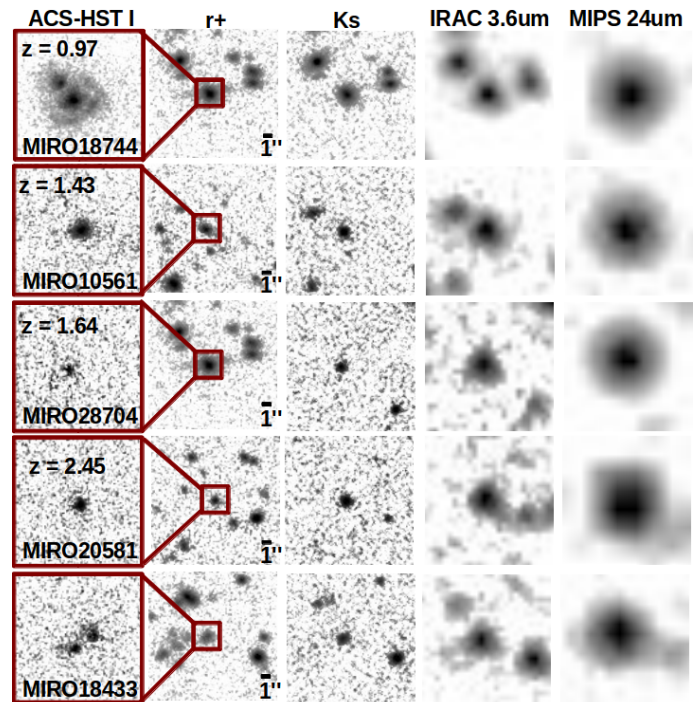 ACS-HST I r+ Ks IRAC 3.6um MIPS 24um
z = 0.97
MIRO18744 1''
z = 1.43
MIRO10561 1''
z = 1.64
MIRO28704 1''
z = 2.45
MIRO20581 1''
MIRO18433 1''